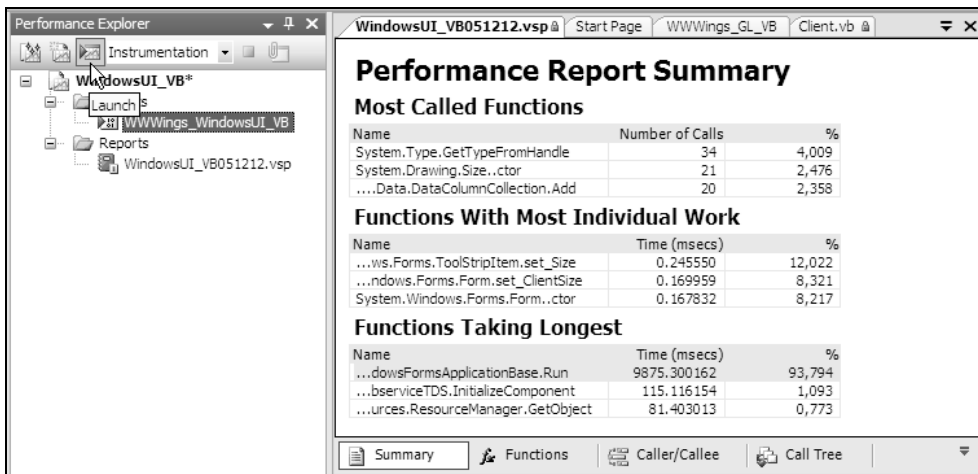 Performance Explorer
Instrumentation
WindowsUI_VB*
Launch
WWWings_WindowsUI_VB
Reports
WindowsUI_VB051212.vsp
WindowsUI_VB051212.vsp Start Page WWWings_GL_VB Client.vb
Performance Report Summary
Most Called Functions
Name Number of Calls %
System.Type.GetTypeFromHandle 34 4,009
System.Drawing.Size..ctor 21 2,476
....Data.DataColumnCollection.Add 20 2,358
Functions With Most Individual Work
Name Time (msecs) %
...ws.Forms.ToolStripItem.set_Size 0.245550 12,022
...ndows.Forms.Form.set_ClientSize 0.169959 8,321
System.Windows.Forms.Form..ctor 0.167832 8,217
Functions Taking Longest
Name Time (msecs) %
...dowsFormsApplicationBase.Run 9875.300162 93,794
...bserviceTDS.InitializeComponent 115.116154 1,093
...urces.ResourceManager.GetObject 81.403013 0,773
Summary Functions Caller/Callee Call Tree